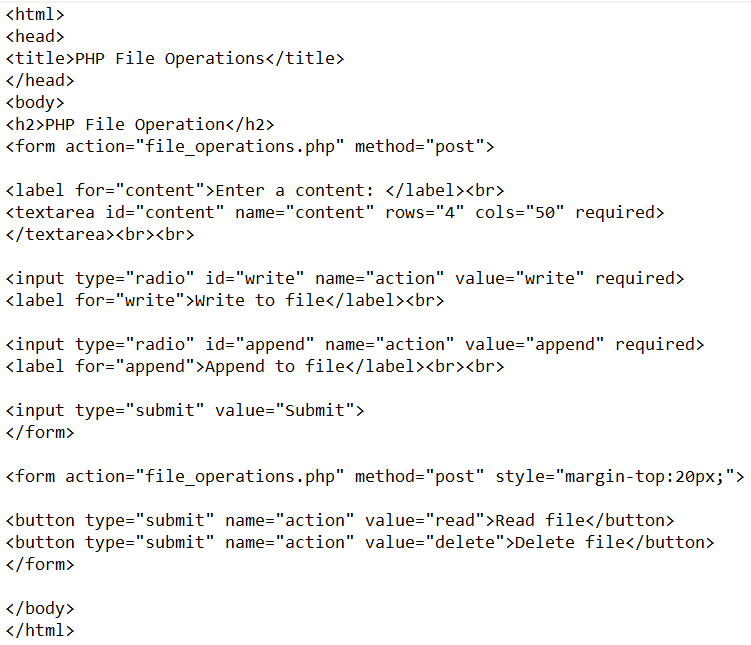 <html>
<head>
<title>PHP File Operations</title>
</head>
<body>
<h2>PHP File Operation</h2>
<form action="file_operations.php" method="post">
<label for="content">Enter a content: </label><br>
<textarea id="content" name="content" rows="4" cols="50" required>
</textarea><br><br>
<input type="radio" id="write" name="action" value="write" required>
<label for="write">Write to file</label><br>
<input type="radio" id="append" name="action" value="append" required>
<label for="append">Append to file</label><br><br>
<input type="submit" value="Submit">
</form>
<form action="file_operations.php" method="post" style="margin-top:20px;">
<button type="submit" name="action" value="read">Read file</button>
<button type="submit" name="action" value="delete">Delete file</button>
</form>
</body>
</html>